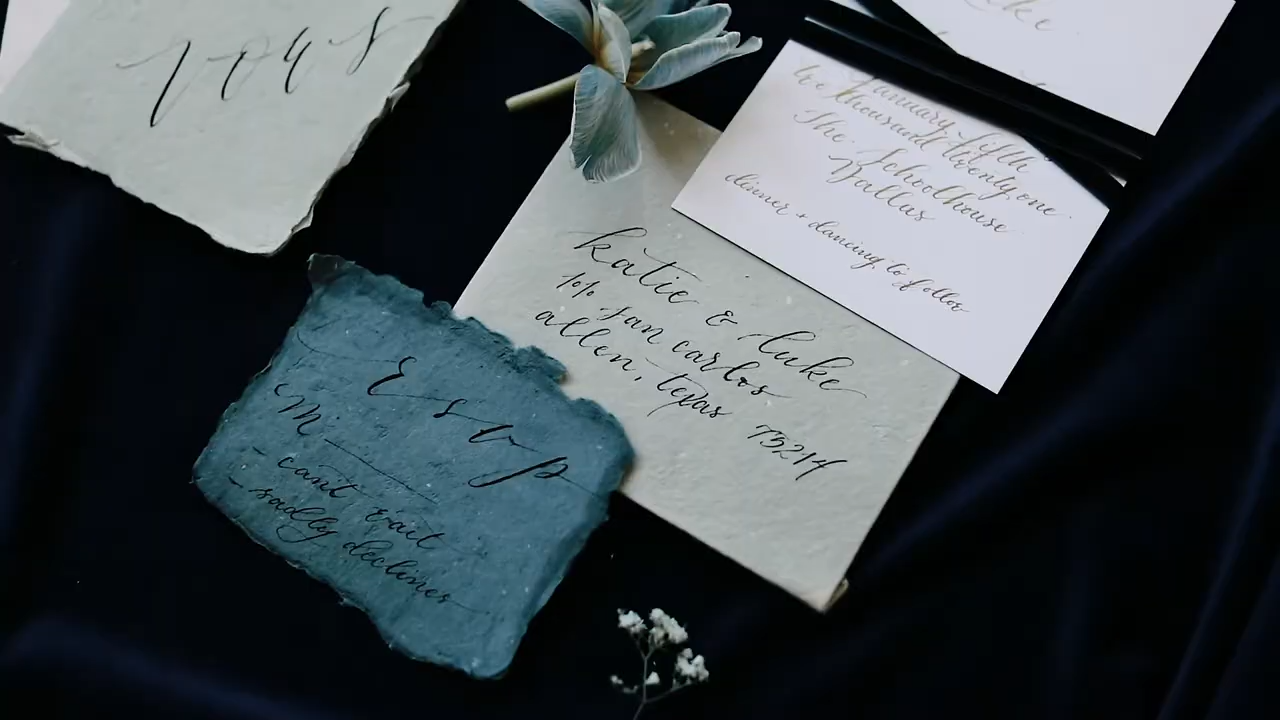 vows
Luke
January fifth
two thousand twenty one
The Schoolhouse
Dallas
dinner + dancing to follow
katie & luke
1010 san carlos
allen, texas 75214
rsvp
M
- can't wait
- sadly declines